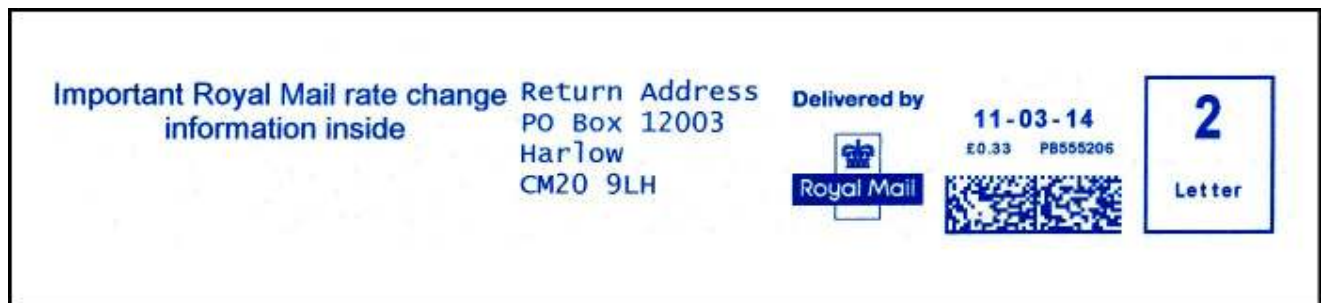 Important Royal Mail rate change
information inside
Return Address
PO Box 12003
Harlow
CM20 9LH
Delivered by
Royal Mail
11-03-14
£0.33 PB555206
2
Letter